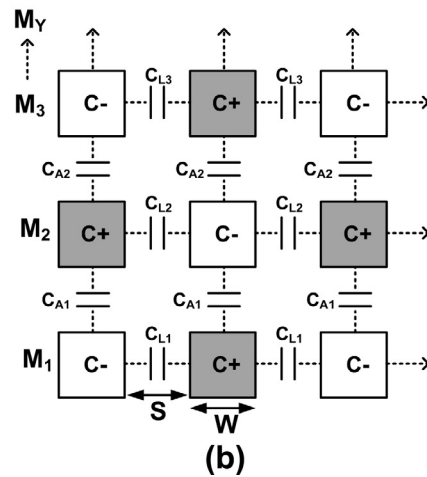 M_Y
C_L3 C_L3
M_3 C- C+ C-
C_A2 C_A2 C_A2
C_L2 C_L2
M_2 C+ C- C+
C_A1 C_A1 C_A1
C_L1 C_L1
M_1 C- C+ C-
S W
(b)